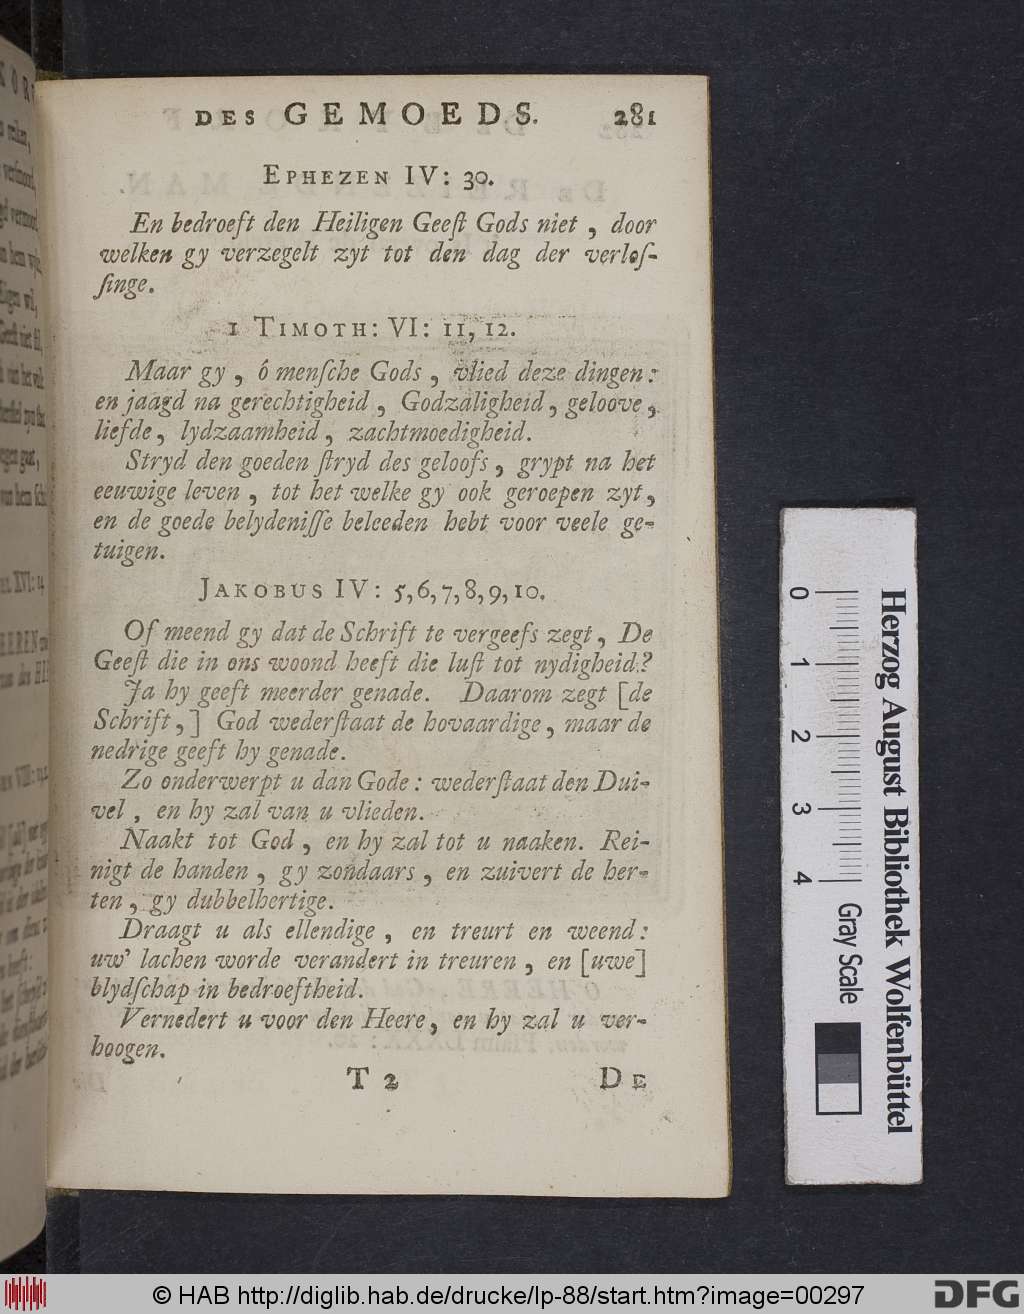 DES GEMOEDS. 281
EPHEZEN IV: 30.
En bedroeft den Heiligen Geeſt Gods niet, door
welken gy verzegelt zyt tot den dag der verloſ-
ſinge.
1 TIMOTH: VI: 11, 12.
Maar gy, ó menſche Gods, vlied deze dingen:
en jaagd na gerechtigheid, Godzaligheid, geloove,
liefde, lydzaamheid, zachtmoedigheid.
Stryd den goeden ſtryd des geloofs, grypt na het
eeuwige leven, tot het welke gy ook geroepen zyt,
en de goede belydeniſſe beleeden hebt voor veele ge-
tuigen.
JAKOBUS IV: 5,6,7,8,9,10.
Of meend gy dat de Schrift te vergeefs zegt, De
Geeſt die in ons woond heeft die luſt tot nydigheid?
Ja hy geeft meerder genade. Daarom zegt [de
Schrift,] God wederſtaat de hovaardige, maar de
nedrige geeft hy genade.
Zo onderwerpt u dan Gode: wederſtaat den Dui-
vel, en hy zal van u vlieden.
Naakt tot God, en hy zal tot u naaken. Rei-
nigt de handen, gy zondaars, en zuivert de her-
ten, gy dubbelhertige.
Draagt u als ellendige, en treurt en weend:
uw' lachen worde verandert in treuren, en [uwe]
blydſchap in bedroeftheid.
Vernedert u voor den Heere, en hy zal u ver-
hoogen.
T 2 DE
0 1 2 3 4
Gray Scale
Herzog August Bibliothek Wolfenbüttel
© HAB http://diglib.hab.de/drucke/lp-88/start.htm?image=00297
DFG